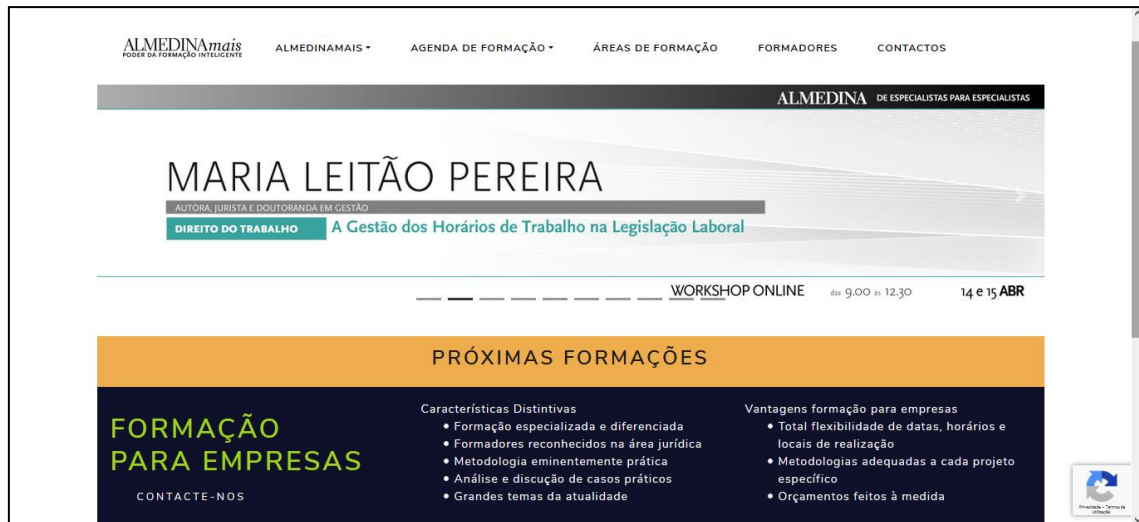 ALMEDINAmais
PODER DA FORMAÇÃO INTELIGENTE
ALMEDINAMAIS
AGENDA DE FORMAÇÃO
ÁREAS DE FORMAÇÃO
FORMADORES
CONTACTOS
ALMEDINA DE ESPECIALISTAS PARA ESPECIALISTAS
MARIA LEITÃO PEREIRA
AUTORA, JURISTA E DOUTORANDA EM GESTÃO
DIREITO DO TRABALHO A Gestão dos Horários de Trabalho na Legislação Laboral
WORKSHOP ONLINE das 9.00 às 12.30 14 e 15 ABR
PRÓXIMAS FORMAÇÕES
FORMAÇÃO
PARA EMPRESAS
CONTACTE-NOS
Características Distintivas
• Formação especializada e diferenciada
• Formadores reconhecidos na área jurídica
• Metodologia eminentemente prática
• Análise e discução de casos práticos
• Grandes temas da atualidade
Vantagens formação para empresas
• Total flexibilidade de datas, horários e
locais de realização
• Metodologias adequadas a cada projeto
específico
• Orçamentos feitos à medida
Privacidade - Termos de
Utilização